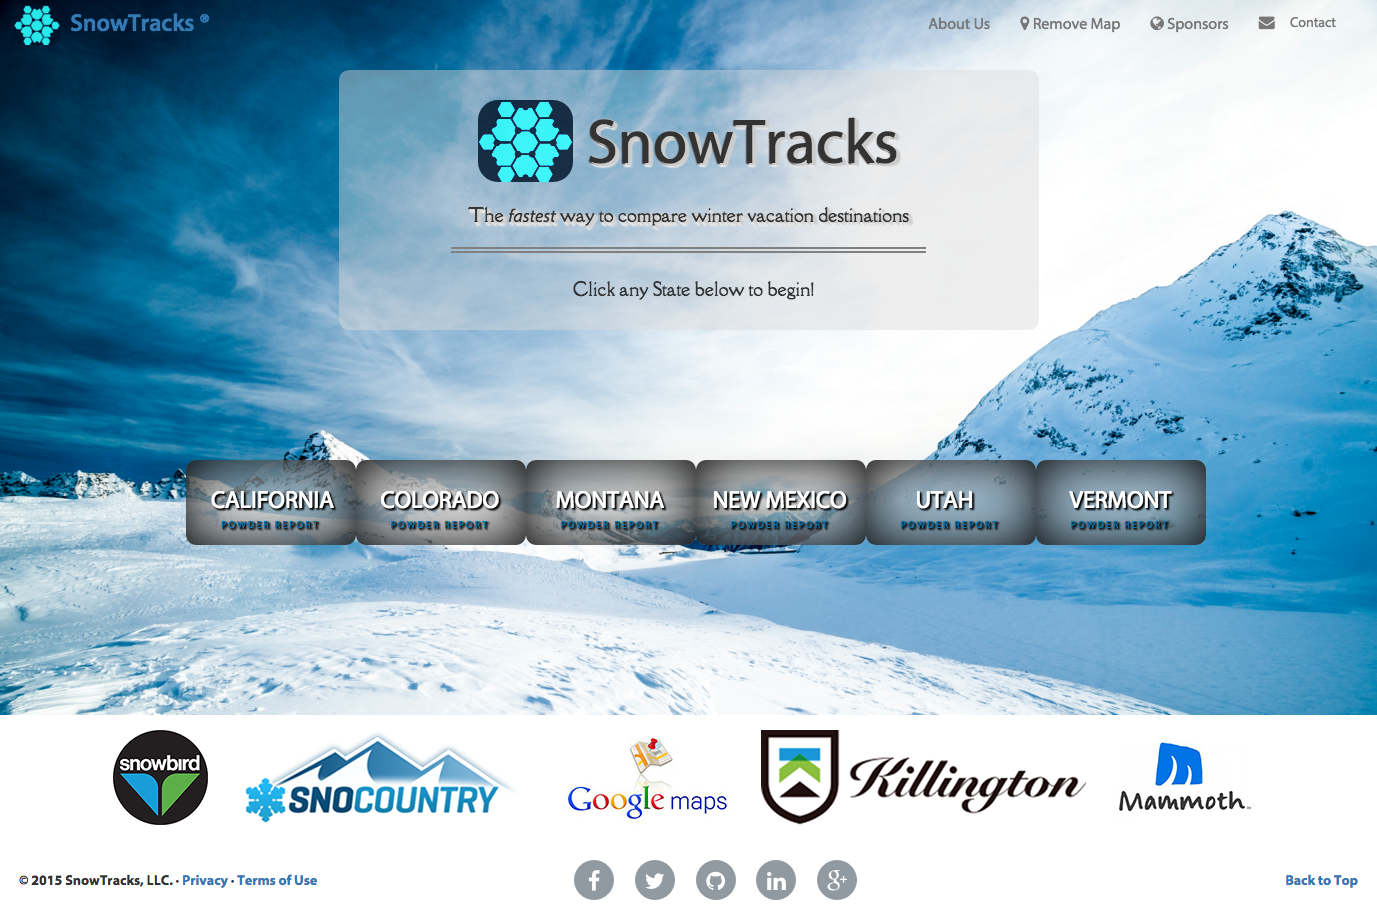 SnowTracks ®
About Us
Remove Map
Sponsors
Contact
SnowTracks
The fastest way to compare winter vacation destinations
Click any State below to begin!
CALIFORNIA
POWDER REPORT
COLORADO
POWDER REPORT
MONTANA
POWDER REPORT
NEW MEXICO
POWDER REPORT
UTAH
POWDER REPORT
VERMONT
POWDER REPORT
snowbird
SNOCOUNTRY
Google maps
Killington
Mammoth
© 2015 SnowTracks, LLC. · Privacy · Terms of Use
Back to Top